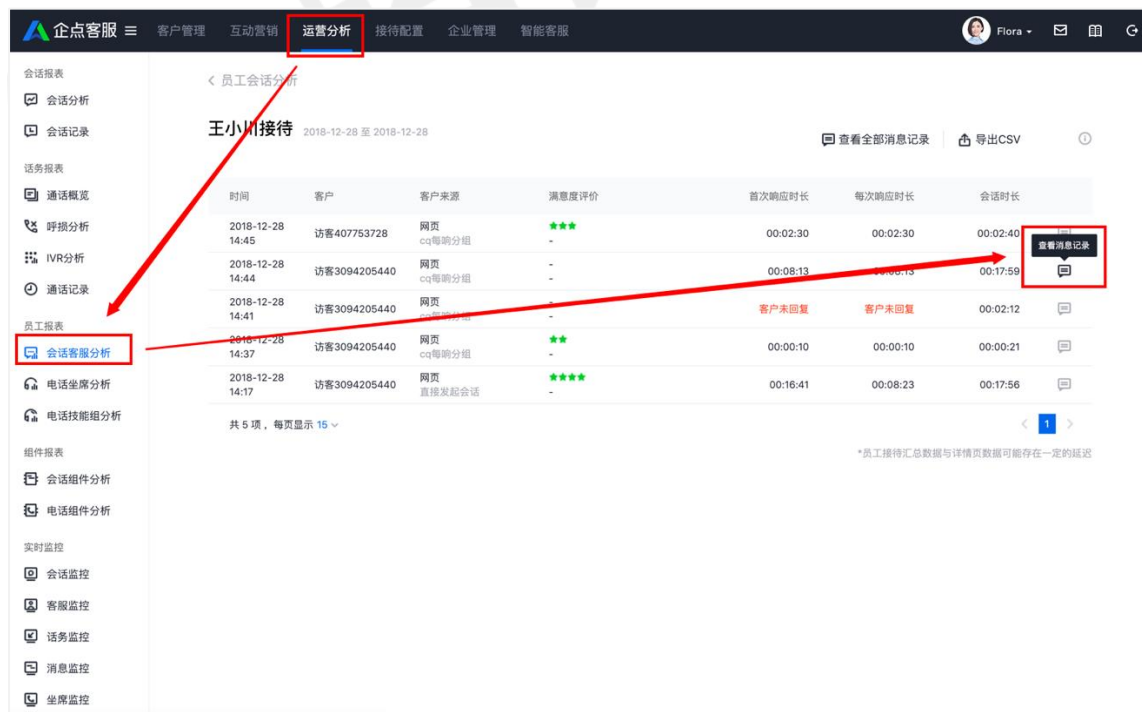 企点客服
客户管理
互动营销
运营分析
接待配置
企业管理
智能客服
Flora
会话报表
会话分析
会话记录
话务报表
通话概览
呼损分析
IVR分析
通话记录
员工报表
会话客服分析
电话坐席分析
电话技能组分析
组件报表
会话组件分析
电话组件分析
实时监控
会话监控
客服监控
话务监控
消息监控
坐席监控
< 员工会话分析
王小川接待 2018-12-28 至 2018-12-28
查看全部消息记录
导出CSV
时间 客户 客户来源 满意度评价 首次响应时长 每次响应时长 会话时长
2018-12-28 访客407753728 网页 ★★★ 00:02:30 00:02:30 00:02:40
14:45 cq每响分组 -
查看消息记录
2018-12-28 访客3094205440 网页 - 00:08:13 00:08:13 00:17:59
14:44 cq每响分组 -
2018-12-28 访客3094205440 网页 - 客户未回复 客户未回复 00:02:12
14:41 cq每响分组 -
2018-12-28 访客3094205440 网页 ★★ 00:00:10 00:00:10 00:00:21
14:37 cq每响分组 -
2018-12-28 访客3094205440 网页 ★★★★ 00:16:41 00:08:23 00:17:56
14:17 直接发起会话 -
共 5 项，每页显示 15
< 1 >
*员工接待汇总数据与详情页数据可能存在一定的延迟